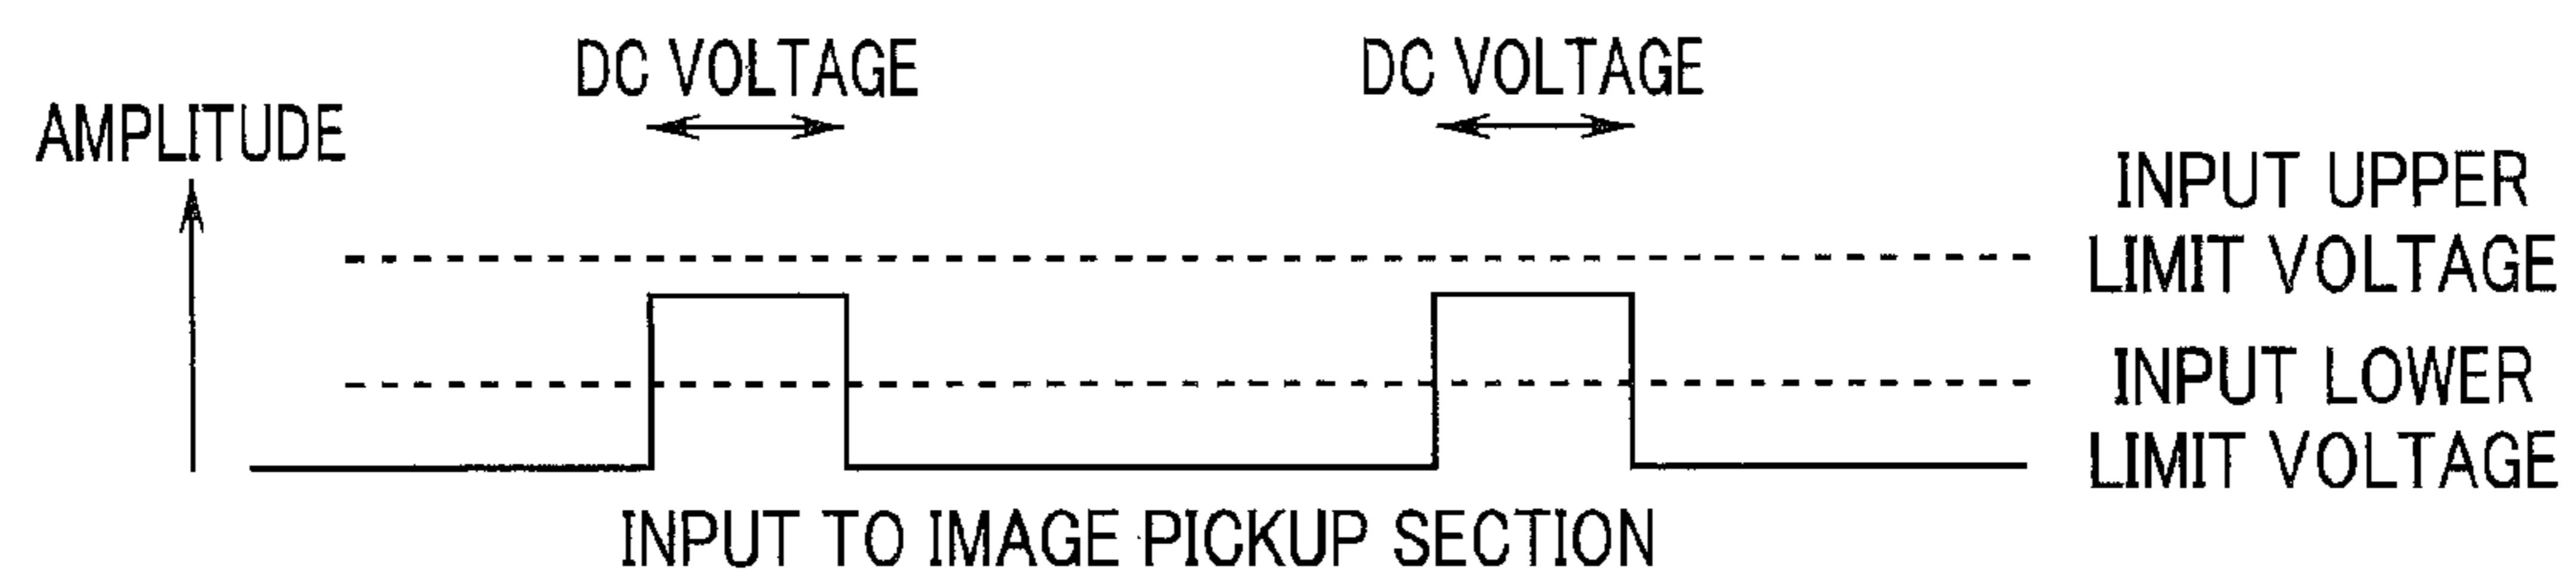 DC VOLTAGE
DC VOLTAGE
AMPLITUDE
INPUT UPPER
LIMIT VOLTAGE
INPUT LOWER
LIMIT VOLTAGE
INPUT TO IMAGE PICKUP SECTION